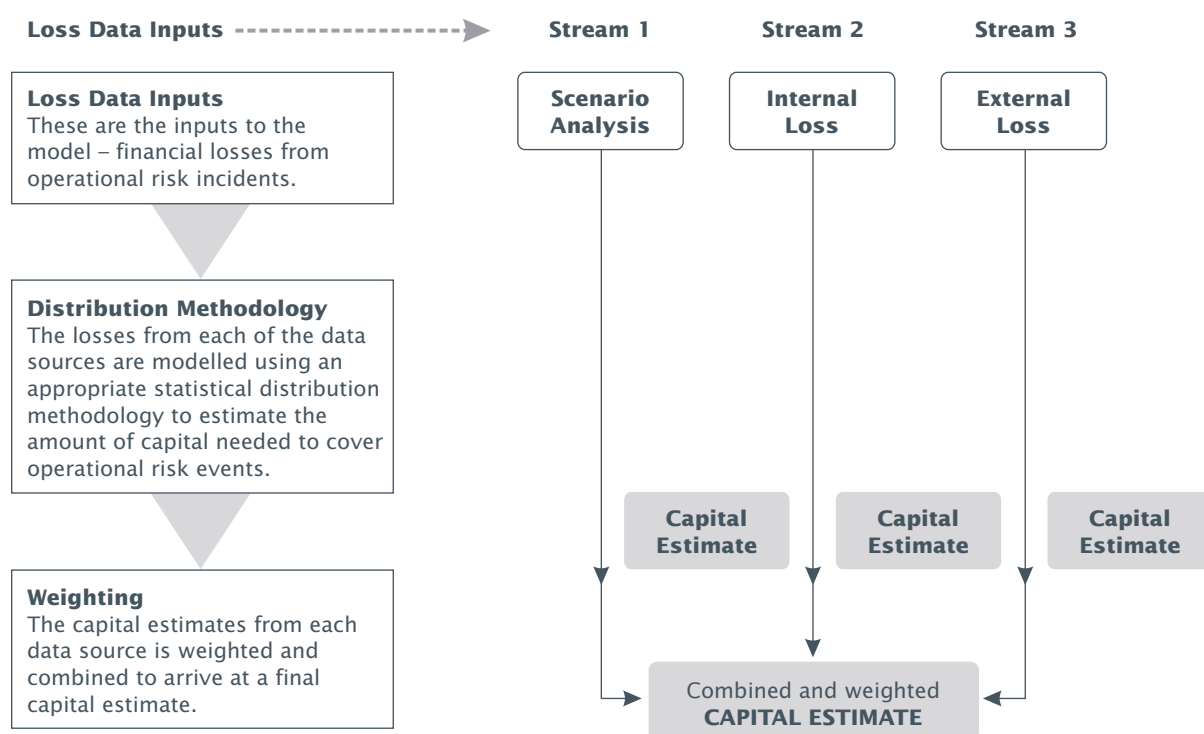 Loss Data Inputs
Stream 1
Stream 2
Stream 3
Loss Data Inputs
These are the inputs to the
model – financial losses from
operational risk incidents.
Scenario
Analysis
Internal
Loss
External
Loss
Distribution Methodology
The losses from each of the data
sources are modelled using an
appropriate statistical distribution
methodology to estimate the
amount of capital needed to cover
operational risk events.
Capital
Estimate
Capital
Estimate
Capital
Estimate
Weighting
The capital estimates from each
data source is weighted and
combined to arrive at a final
capital estimate.
Combined and weighted
CAPITAL ESTIMATE